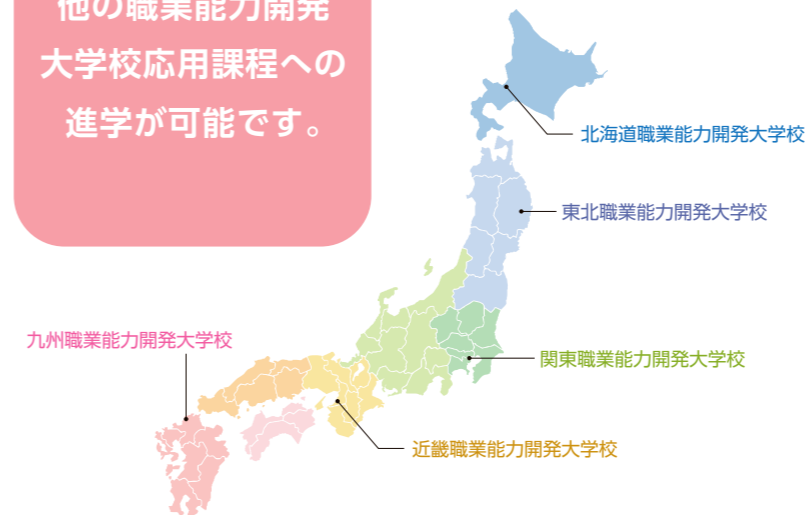 他の職業能力開発
大学校応用課程への
進学が可能です。
北海道職業能力開発大学校
東北職業能力開発大学校
九州職業能力開発大学校
関東職業能力開発大学校
近畿職業能力開発大学校